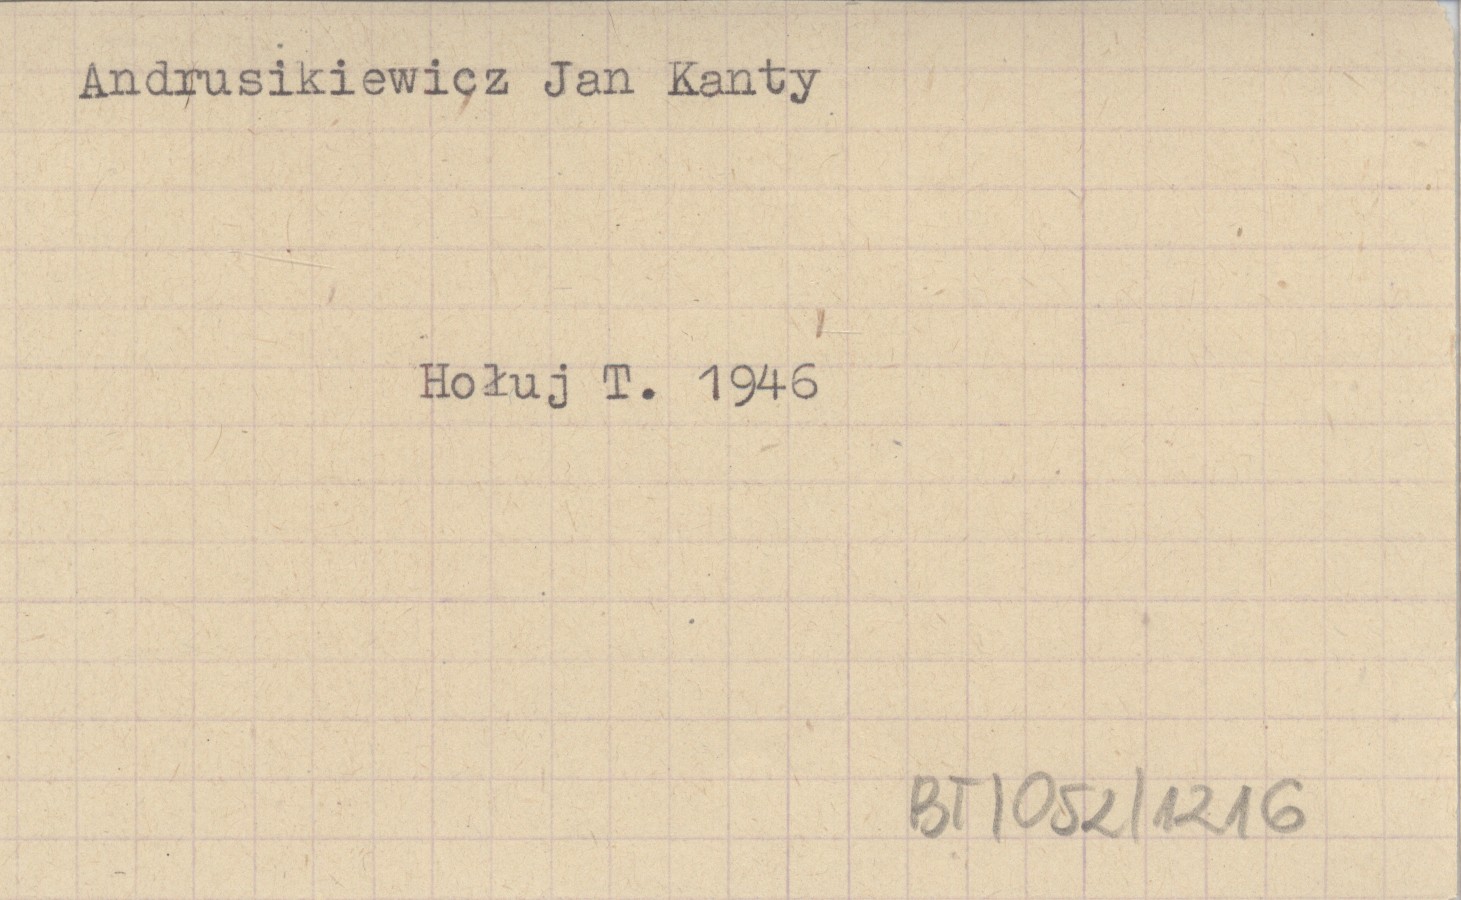 Andrusikiewicz Jan Kanty
Hołuj T. 1946
BT/052/1216